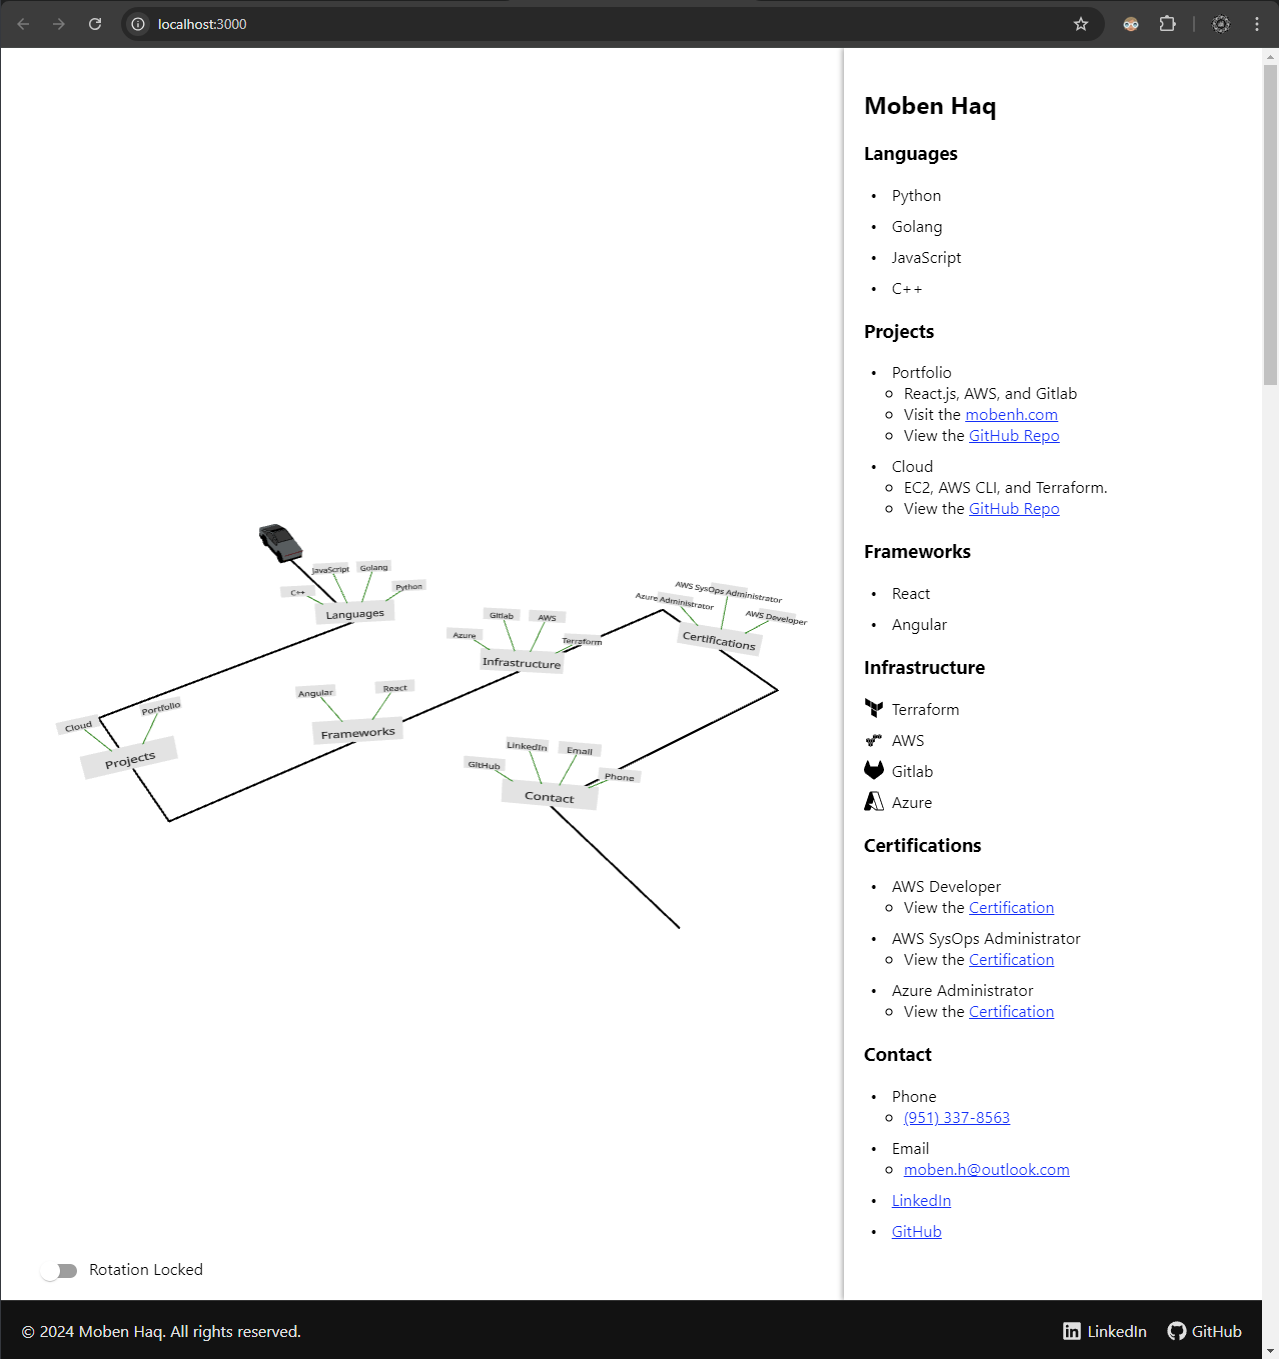 localhost:3000
JavaScript
Golang
C++
Python
Languages
Gitlab
AWS
Azure
Terraform
Infrastructure
AWS SysOps Administrator
Azure Administrator
AWS Developer
Certifications
Cloud
Portfolio
Projects
Angular
React
Frameworks
LinkedIn
Email
GitHub
Phone
Contact
Rotation Locked
Moben Haq
Languages
• Python
• Golang
• JavaScript
• C++
Projects
• Portfolio
React.js, AWS, and Gitlab
Visit the mobenh.com
View the GitHub Repo
• Cloud
EC2, AWS CLI, and Terraform.
View the GitHub Repo
Frameworks
• React
• Angular
Infrastructure
Terraform
AWS
Gitlab
Azure
Certifications
• AWS Developer
View the Certification
• AWS SysOps Administrator
View the Certification
• Azure Administrator
View the Certification
Contact
• Phone
(951) 337-8563
• Email
moben.h@outlook.com
• LinkedIn
• GitHub
© 2024 Moben Haq. All rights reserved.
LinkedIn
GitHub